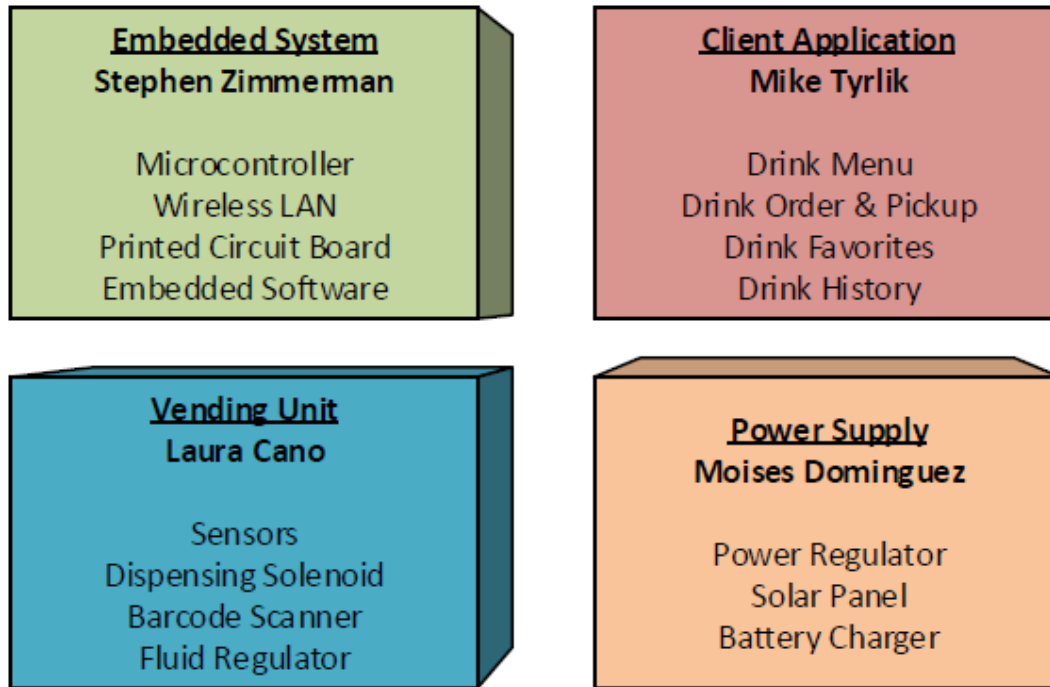 Embedded System
Stephen Zimmerman
Microcontroller
Wireless LAN
Printed Circuit Board
Embedded Software
Client Application
Mike Tyrlik
Drink Menu
Drink Order & Pickup
Drink Favorites
Drink History
Vending Unit
Laura Cano
Sensors
Dispensing Solenoid
Barcode Scanner
Fluid Regulator
Power Supply
Moises Dominguez
Power Regulator
Solar Panel
Battery Charger